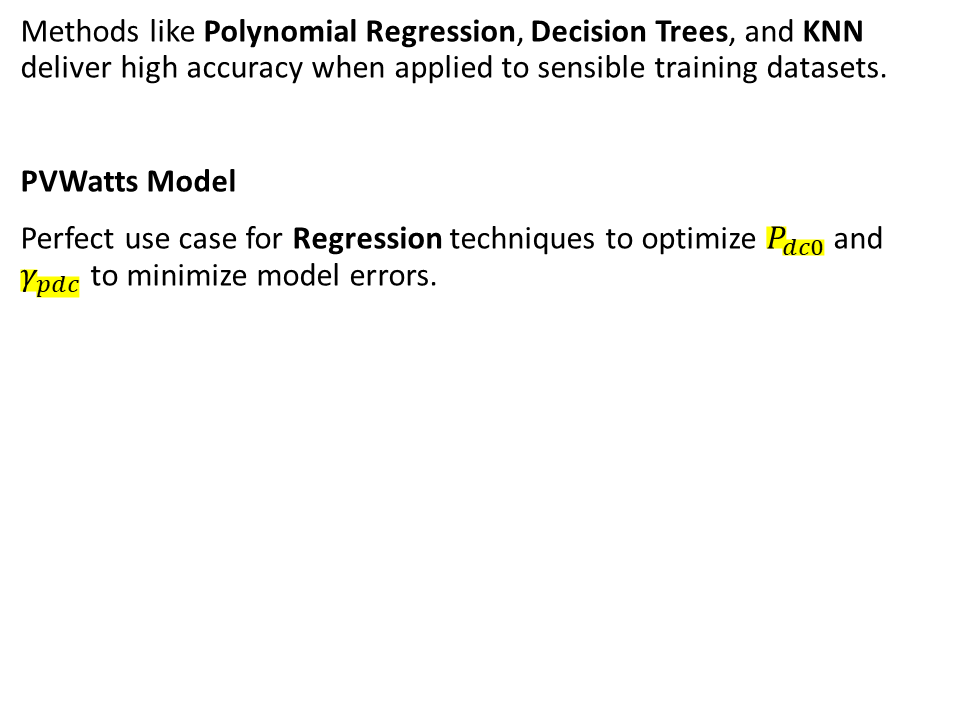 Methods like Polynomial Regression, Decision Trees, and KNN
deliver high accuracy when applied to sensible training datasets.
PVWatts Model
Perfect use case for Regression techniques to optimize 𝑃𝑑𝑐0 and
𝛾𝑝𝑑𝑐 to minimize model errors.